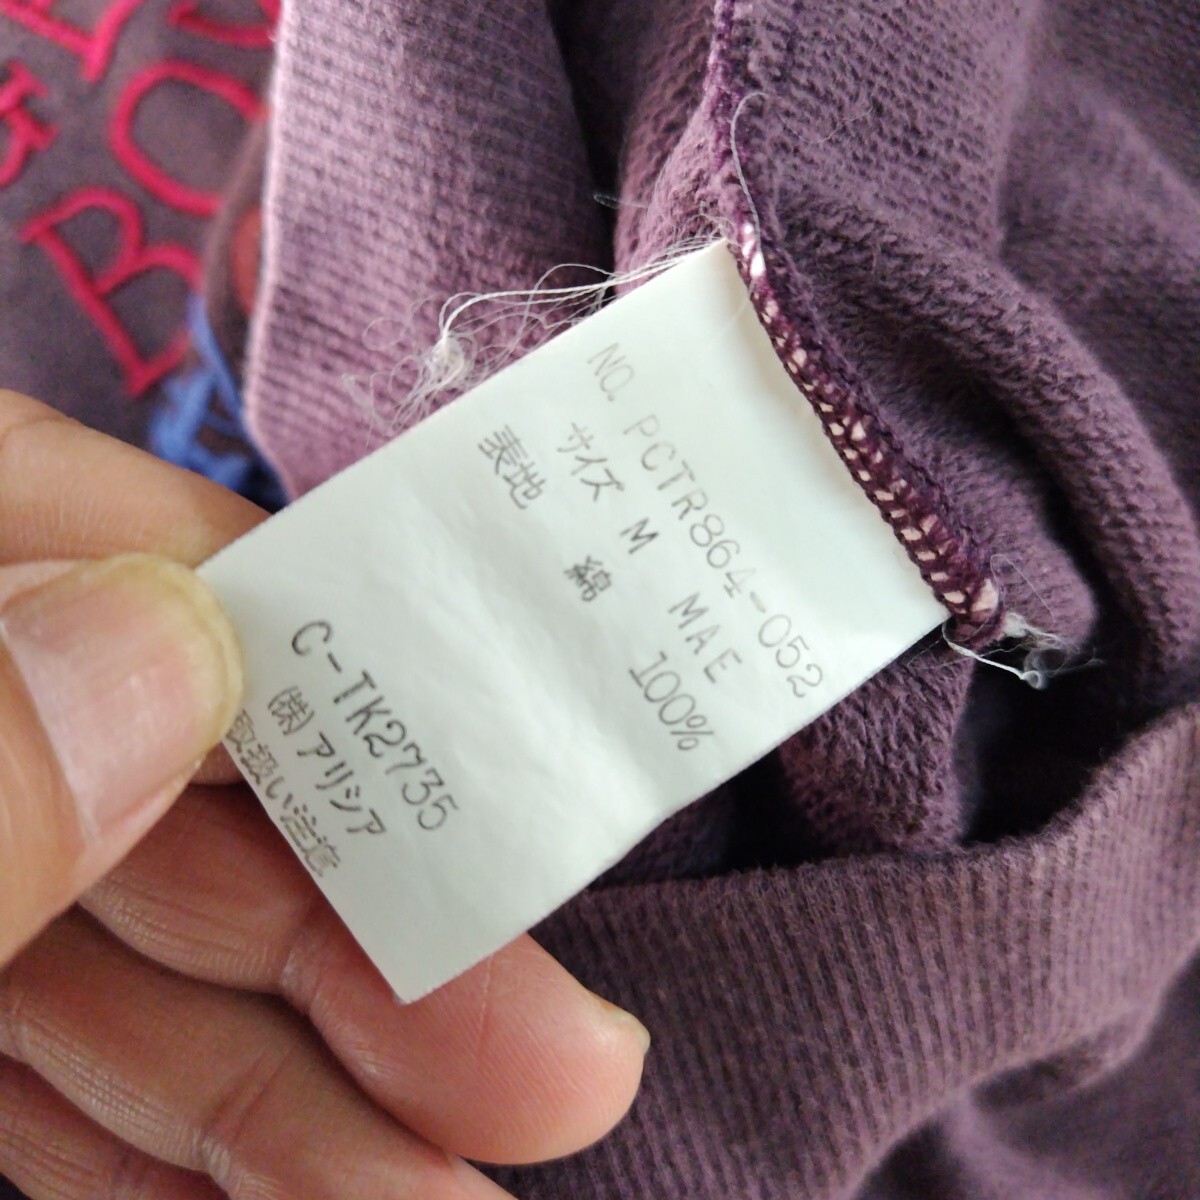 NO. PCTR864-052
サイズ M MAE
表地 綿 100%
C-TK2735
(株)アリシア
取扱い注意
BO